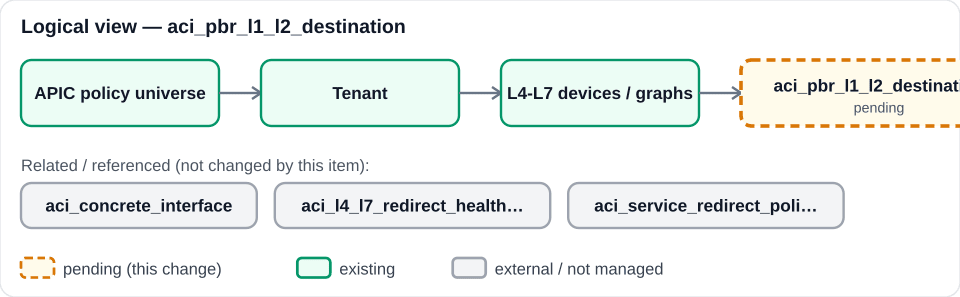 Logical view — aci_pbr_l1_l2_destination
APIC policy universe
Tenant
L4-L7 devices / graphs
aci_pbr_l1_l2_destinati
pending
Related / referenced (not changed by this item):
aci_concrete_interface
aci_l4_l7_redirect_health…
aci_service_redirect_poli…
pending (this change)
existing
external / not managed